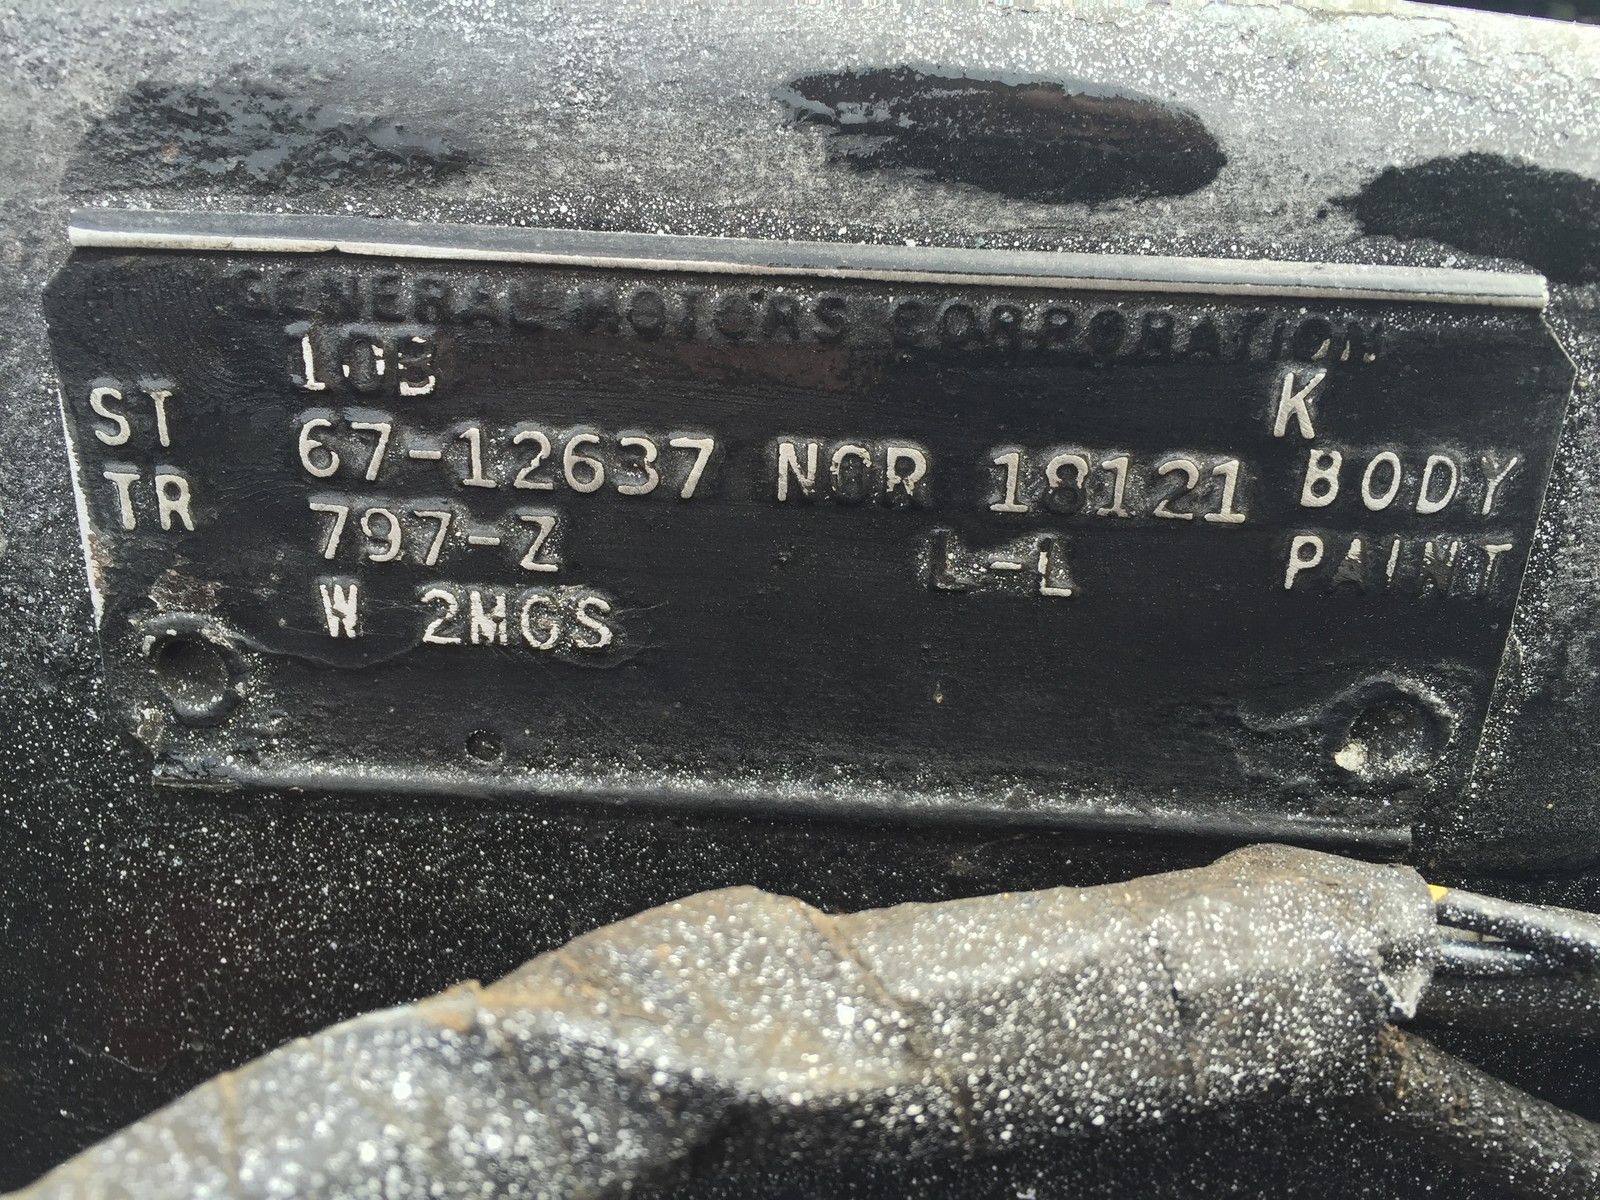 GENERAL MOTORS CORPORATION
10B K
ST 67-12637 NOR 18121 BODY
TR 797-Z L-L PAINT
W 2MGS